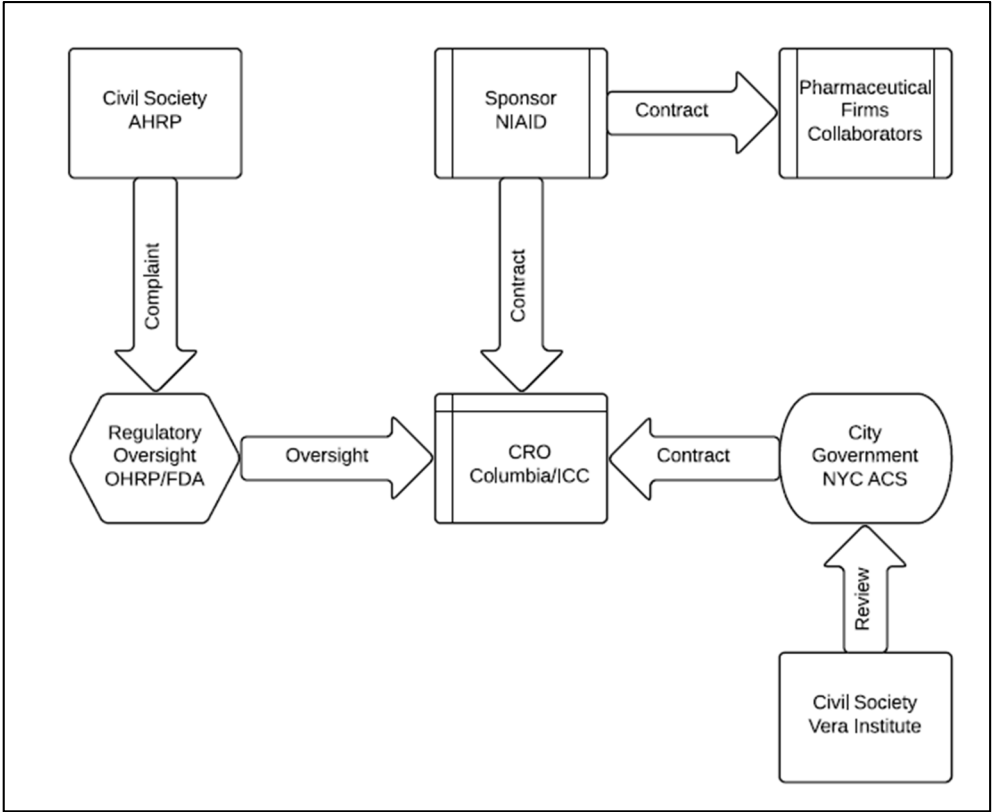 Civil Society
AHRP
Sponsor
NIAID
Contract
Pharmaceutical
Firms
Collaborators
Complaint
Contract
Regulatory
Oversight
OHRP/FDA
Oversight
CRO
Columbia/ICC
Contract
City
Government
NYC ACS
Review
Civil Society
Vera Institute